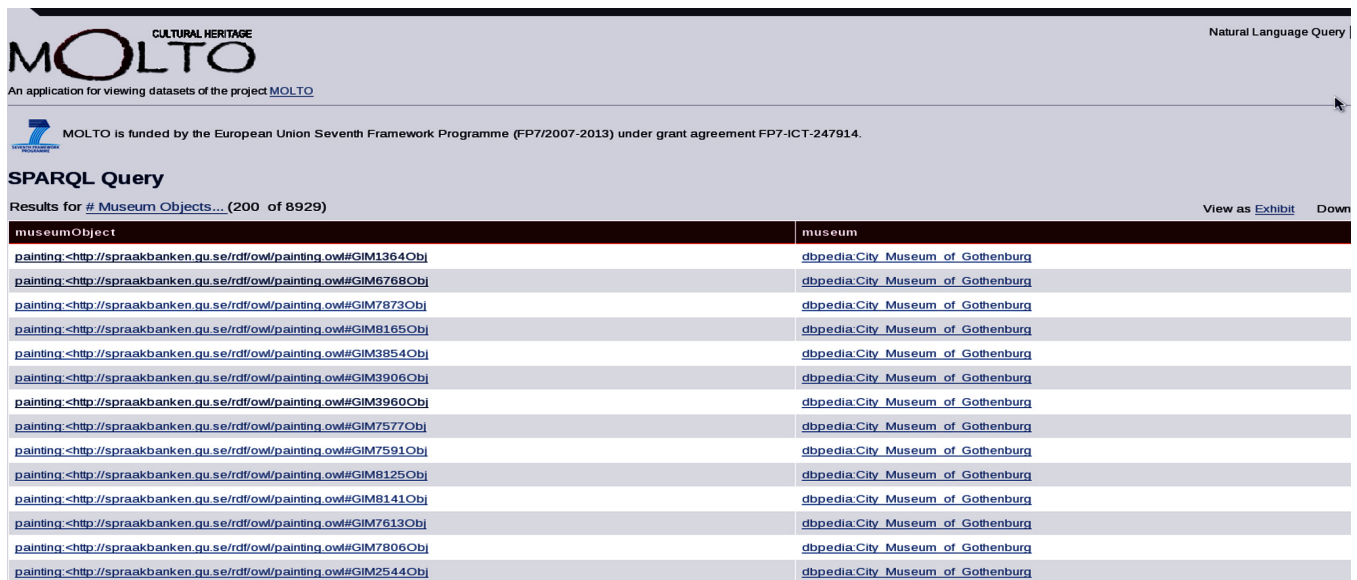 CULTURAL HERITAGE
MOLTO
Natural Language Query |
An application for viewing datasets of the project MOLTO
7
SEVENTH FRAMEWORK
PROGRAMME
MOLTO is funded by the European Union Seventh Framework Programme (FP7/2007-2013) under grant agreement FP7-ICT-247914.
SPARQL Query
Results for # Museum Objects... (200 of 8929) View as Exhibit Down
museumObject museum
painting:<http://spraakbanken.gu.se/rdf/owl/painting.owl#GIM1364Obj dbpedia:City_Museum_of_Gothenburg
painting:<http://spraakbanken.gu.se/rdf/owl/painting.owl#GIM6768Obj dbpedia:City_Museum_of_Gothenburg
painting:<http://spraakbanken.gu.se/rdf/owl/painting.owl#GIM7873Obj dbpedia:City_Museum_of_Gothenburg
painting:<http://spraakbanken.gu.se/rdf/owl/painting.owl#GIM8165Obj dbpedia:City_Museum_of_Gothenburg
painting:<http://spraakbanken.gu.se/rdf/owl/painting.owl#GIM3854Obj dbpedia:City_Museum_of_Gothenburg
painting:<http://spraakbanken.gu.se/rdf/owl/painting.owl#GIM3906Obj dbpedia:City_Museum_of_Gothenburg
painting:<http://spraakbanken.gu.se/rdf/owl/painting.owl#GIM3960Obj dbpedia:City_Museum_of_Gothenburg
painting:<http://spraakbanken.gu.se/rdf/owl/painting.owl#GIM7577Obj dbpedia:City_Museum_of_Gothenburg
painting:<http://spraakbanken.gu.se/rdf/owl/painting.owl#GIM7591Obj dbpedia:City_Museum_of_Gothenburg
painting:<http://spraakbanken.gu.se/rdf/owl/painting.owl#GIM8125Obj dbpedia:City_Museum_of_Gothenburg
painting:<http://spraakbanken.gu.se/rdf/owl/painting.owl#GIM8141Obj dbpedia:City_Museum_of_Gothenburg
painting:<http://spraakbanken.gu.se/rdf/owl/painting.owl#GIM7613Obj dbpedia:City_Museum_of_Gothenburg
painting:<http://spraakbanken.gu.se/rdf/owl/painting.owl#GIM7806Obj dbpedia:City_Museum_of_Gothenburg
painting:<http://spraakbanken.gu.se/rdf/owl/painting.owl#GIM2544Obj dbpedia:City_Museum_of_Gothenburg